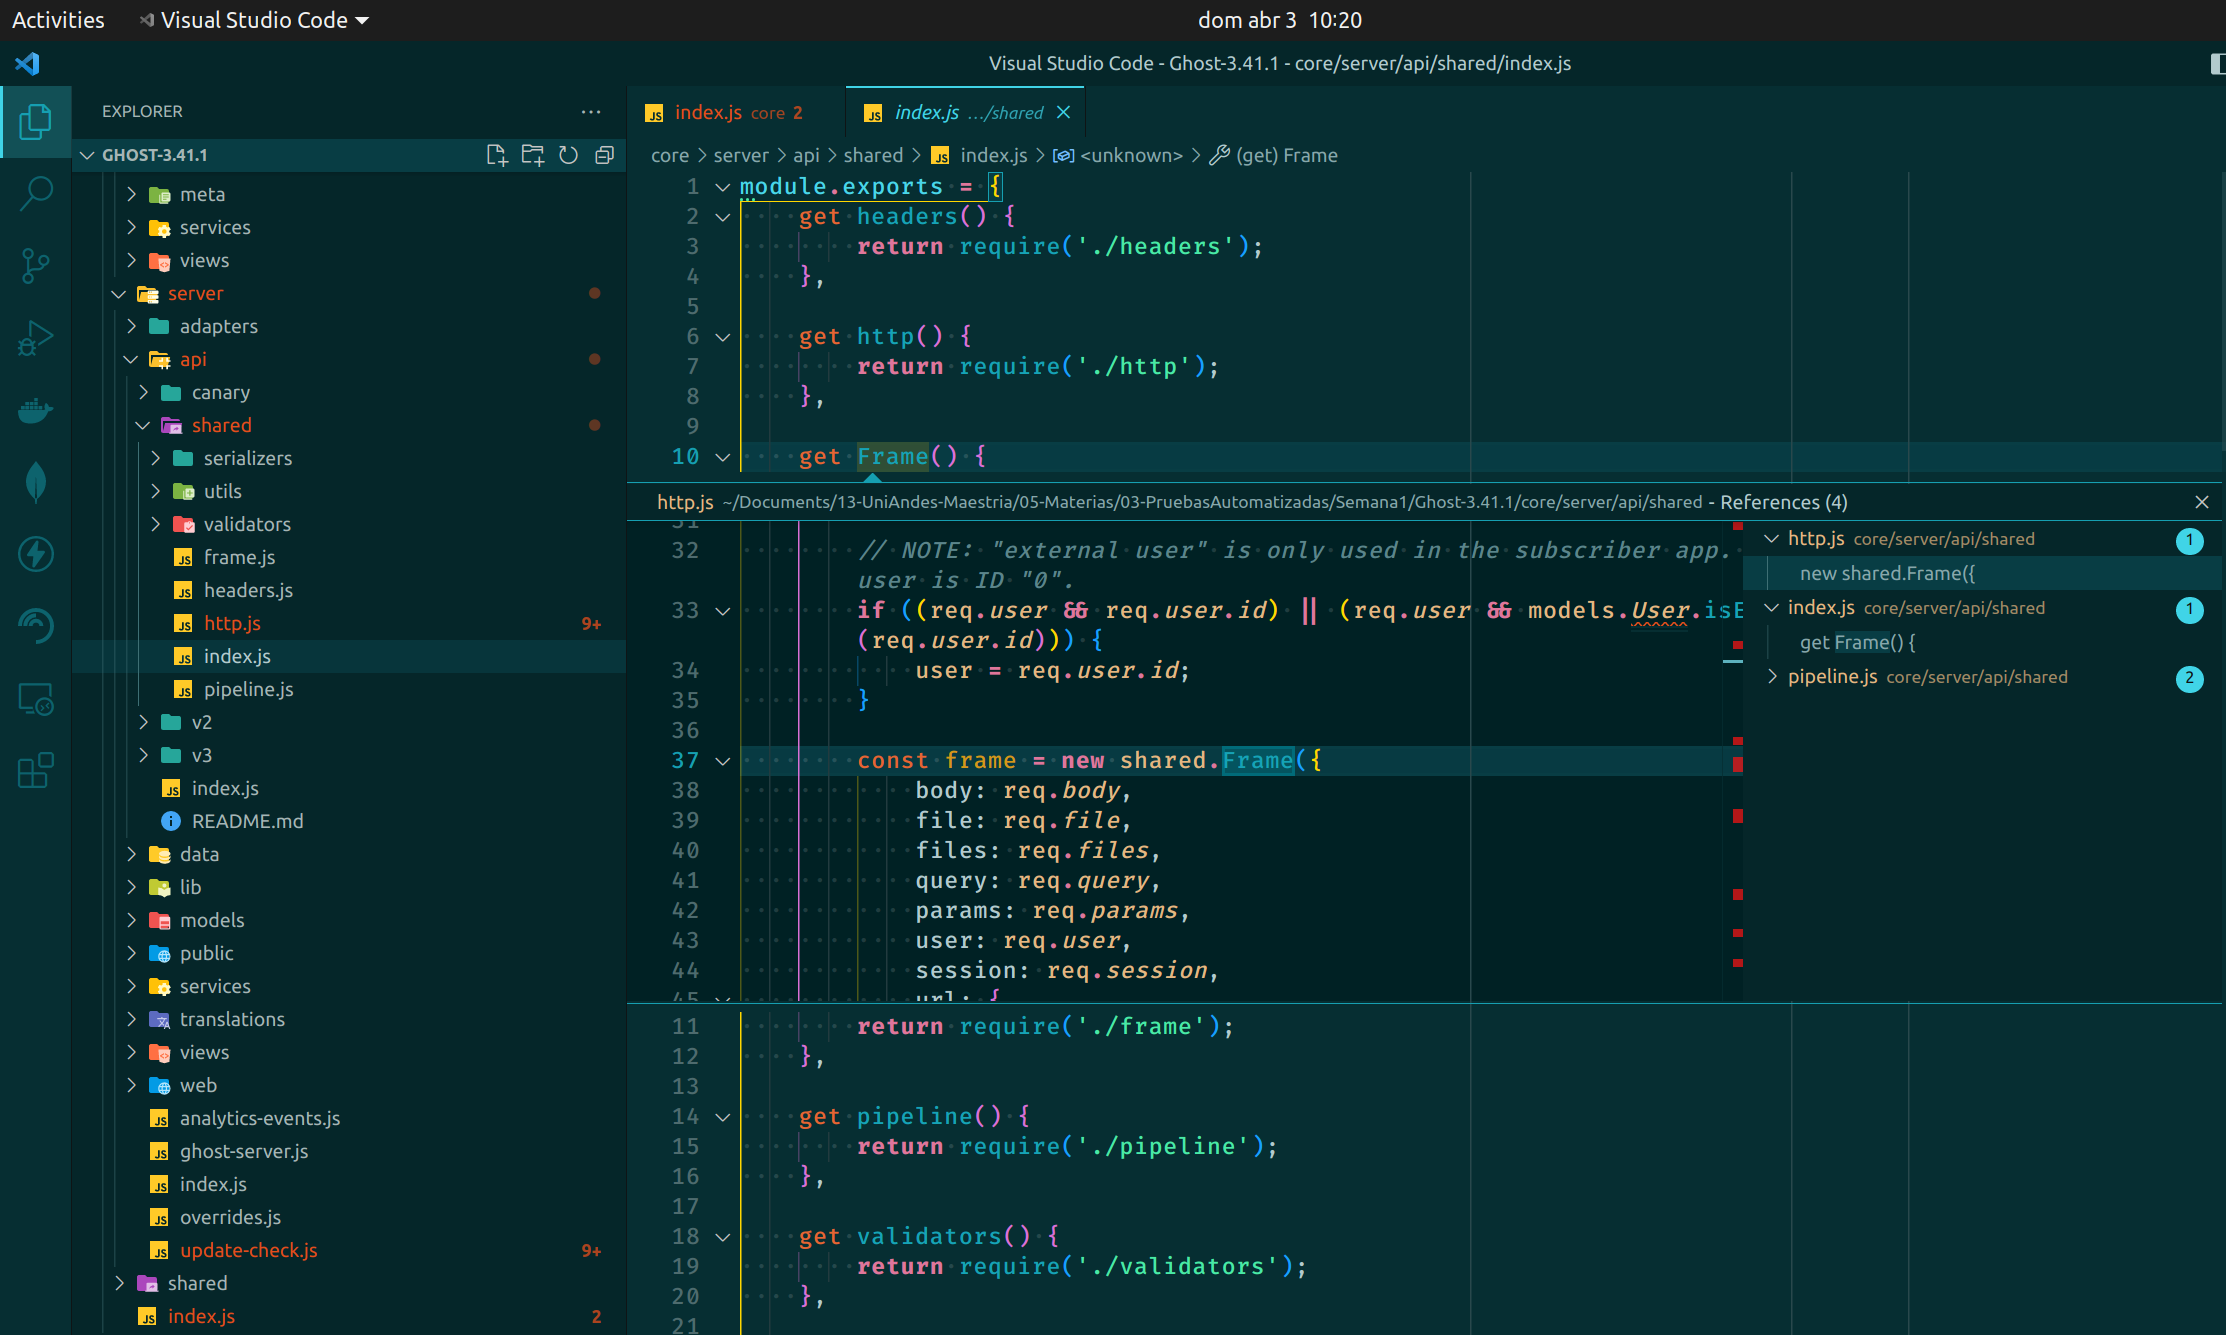 Activities
Visual Studio Code
dom abr 3 10:20
Visual Studio Code - Ghost-3.41.1 - core/server/api/shared/index.js
EXPLORER
GHOST-3.41.1
meta
services
views
server
adapters
api
canary
shared
serializers
utils
validators
frame.js
headers.js
http.js 9+
index.js
pipeline.js
v2
v3
index.js
README.md
data
lib
models
public
services
translations
views
web
analytics-events.js
ghost-server.js
index.js
overrides.js
update-check.js 9+
shared
index.js 2
index.js core 2
index.js .../shared
core > server > api > shared > index.js > <unknown> > (get) Frame
1 module.exports = {
2 get headers() {
3 return require('./headers');
4 },
5
6 get http() {
7 return require('./http');
8 },
9
10 get Frame() {
http.js ~/Documents/13-UniAndes-Maestria/05-Materias/03-PruebasAutomatizadas/Semana1/Ghost-3.41.1/core/server/api/shared - References (4)
31
32 // NOTE: "external user" is only used in the subscriber app.
user is ID "0".
33 if ((req.user && req.user.id) || (req.user && models.User.isE
(req.user.id))) {
34 user = req.user.id;
35 }
36
37 const frame = new shared.Frame({
38 body: req.body,
39 file: req.file,
40 files: req.files,
41 query: req.query,
42 params: req.params,
43 user: req.user,
44 session: req.session,
45 url: {
http.js core/server/api/shared 1
new shared.Frame({
index.js core/server/api/shared 1
get Frame() {
pipeline.js core/server/api/shared 2
11 return require('./frame');
12 },
13
14 get pipeline() {
15 return require('./pipeline');
16 },
17
18 get validators() {
19 return require('./validators');
20 },
21